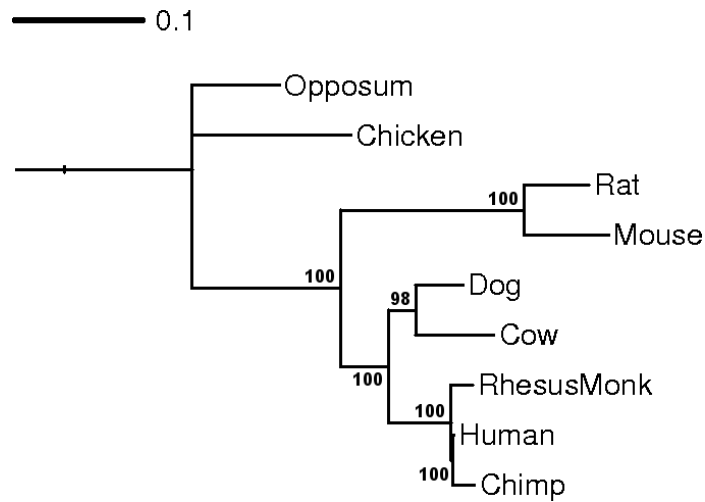 0.1
Opposum
Chicken
100
Rat
Mouse
100
98
Dog
Cow
100
100
RhesusMonk
Human
100
Chimp